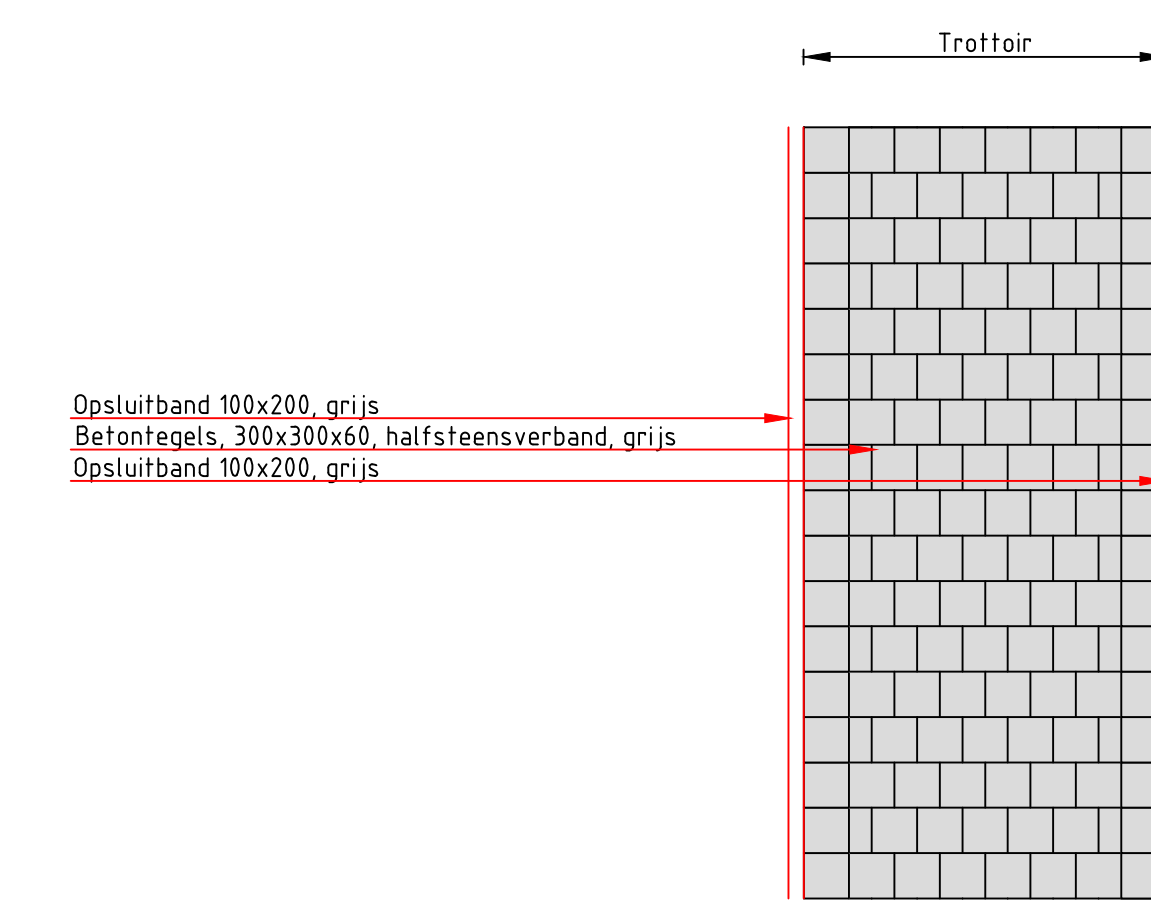 Trottoir
Opsluitband 100x200, grijs
Betontegels, 300x300x60, halfsteensverband, grijs
Opsluitband 100x200, grijs